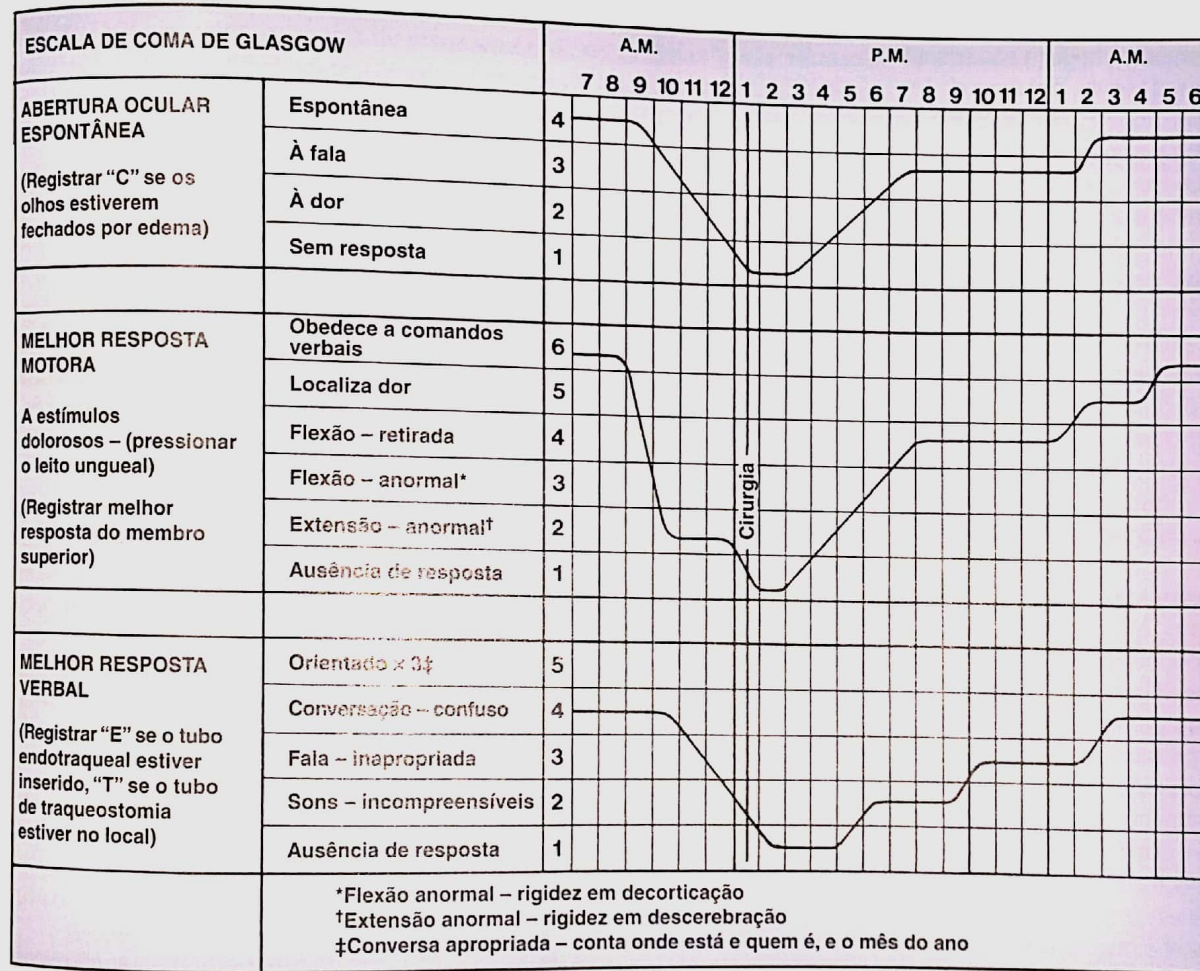 ESCALA DE COMA DE GLASGOW
A.M.
P.M.
A.M.
7 8 9 10 11 12 1 2 3 4 5 6 7 8 9 10 11 12 1 2 3 4 5 6
ABERTURA OCULAR
ESPONTÂNEA
(Registrar “C” se os
olhos estiverem
fechados por edema)
Espontânea 4
À fala 3
À dor 2
Sem resposta 1
MELHOR RESPOSTA
MOTORA
A estímulos
dolorosos – (pressionar
o leito ungueal)
(Registrar melhor
resposta do membro
superior)
Obedece a comandos
verbais 6
Localiza dor 5
Flexão – retirada 4
Flexão – anormal* 3
Extensão – anormal† 2
Ausência de resposta 1
Cirurgia
MELHOR RESPOSTA
VERBAL
(Registrar “E” se o tubo
endotraqueal estiver
inserido, “T” se o tubo
de traqueostomia
estiver no local)
Orientado × 3‡ 5
Conversação – confuso 4
Fala – inapropriada 3
Sons – incompreensíveis 2
Ausência de resposta 1
*Flexão anormal – rigidez em decorticação
†Extensão anormal – rigidez em descerebração
‡Conversa apropriada – conta onde está e quem é, e o mês do ano